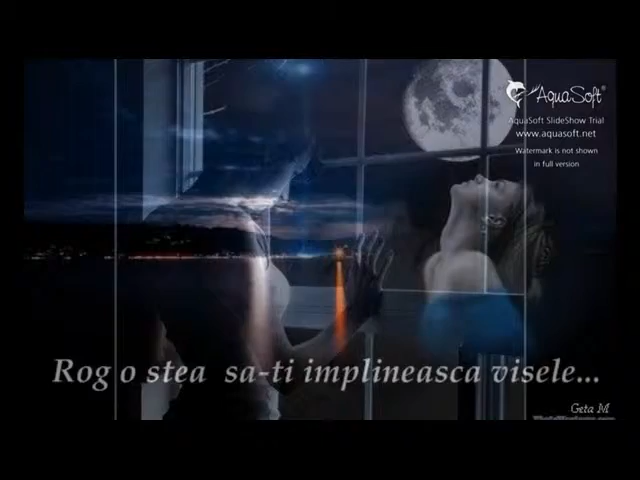 AquaSoft®
AquaSoft SlideShow Trial
www.aquasoft.net
Watermark is not shown
in full version
Rog o stea sa-ti implineasca visele...
Geta M